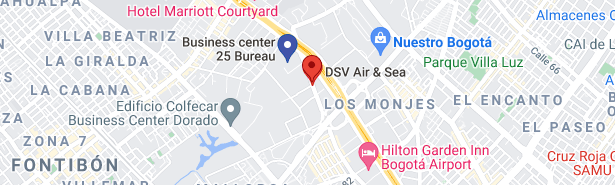 AHUALPA
Hotel Marriott Courtyard
Almacenes C
VILLA BEATRIZ
Business center
25 Bureau
Nuestro Bogotá
CAI de L
LA GIRALDA
DSV Air & Sea
Parque Villa Luz
Calle 66
LA CABANA
LOS MONJES
EL ENCANTO
Edificio Colfecar
Business Center Dorado
EL PASEO
ZONA 7
Hilton Garden Inn
Bogotá Airport
Cruz Roja C
SAMU
FONTIBÓN
82
VILLEMAR